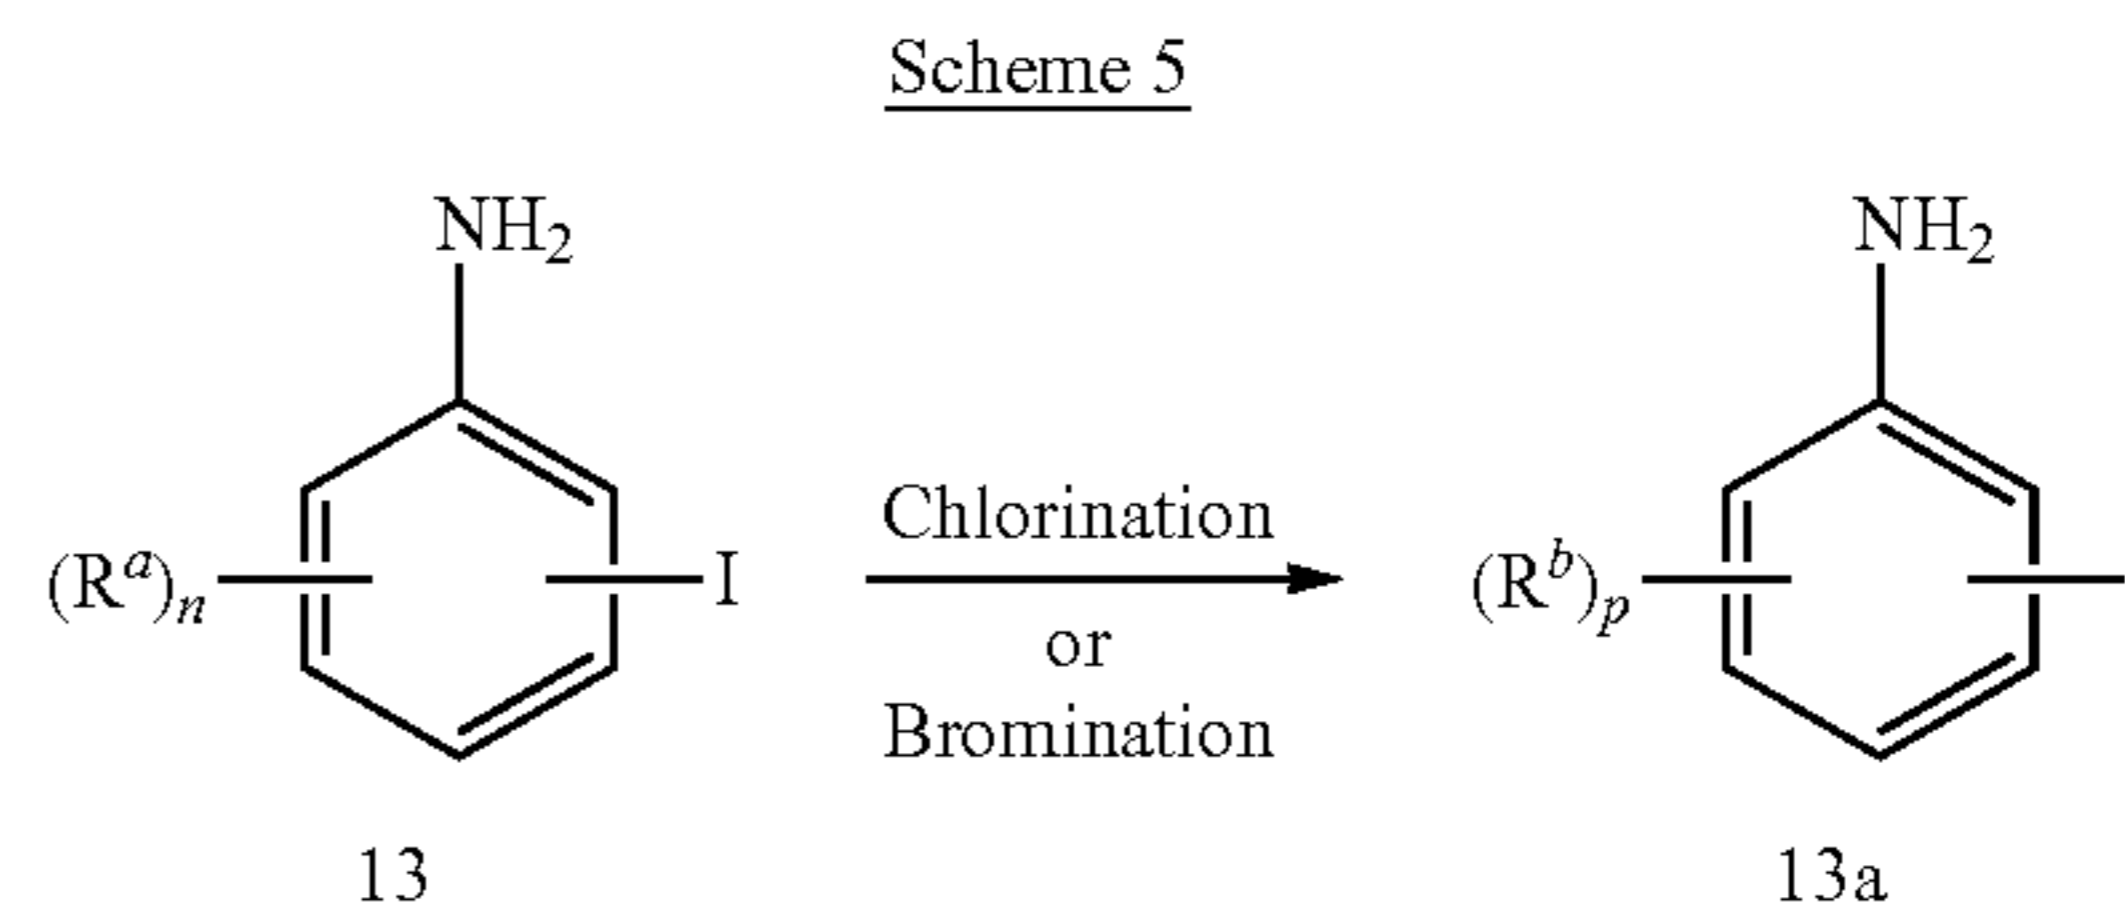 Scheme 5
NH2 NH2
(Ra)n I Chlorination or Bromination (Rb)p
13 13a